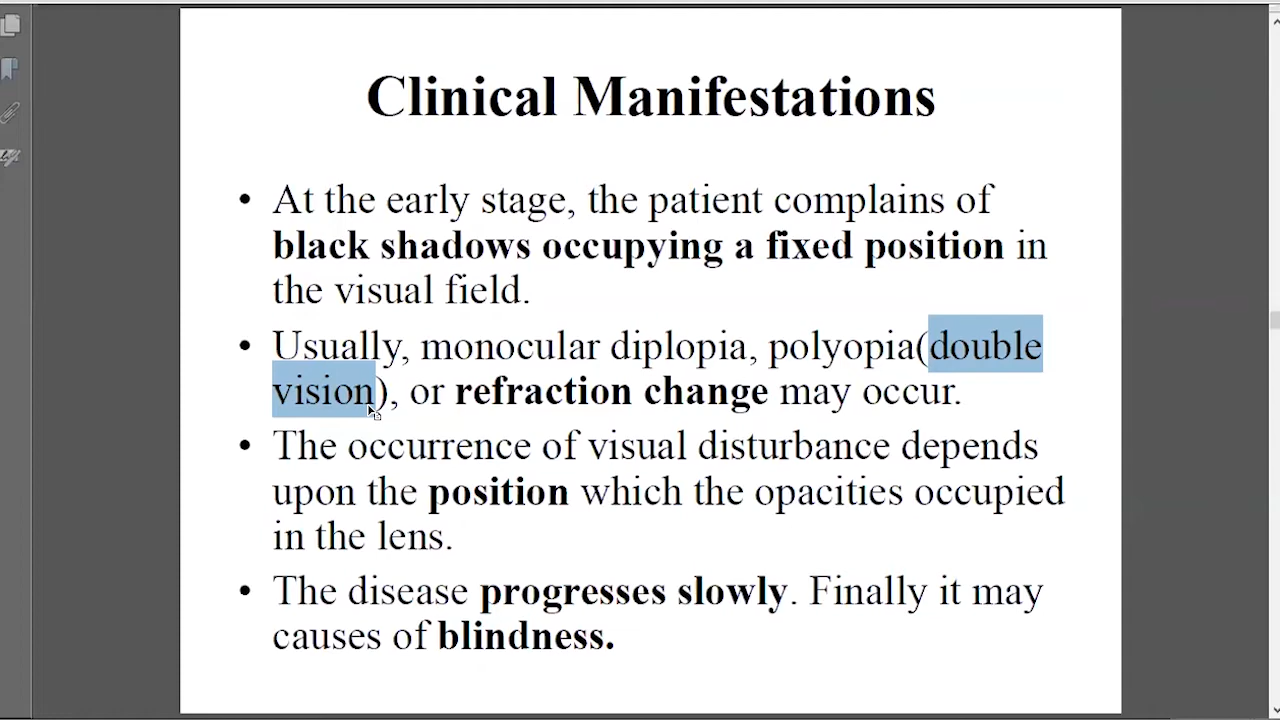 Clinical Manifestations
• At the early stage, the patient complains of
black shadows occupying a fixed position in
the visual field.
• Usually, monocular diplopia, polyopia(double
vision), or refraction change may occur.
• The occurrence of visual disturbance depends
upon the position which the opacities occupied
in the lens.
• The disease progresses slowly. Finally it may
causes of blindness.